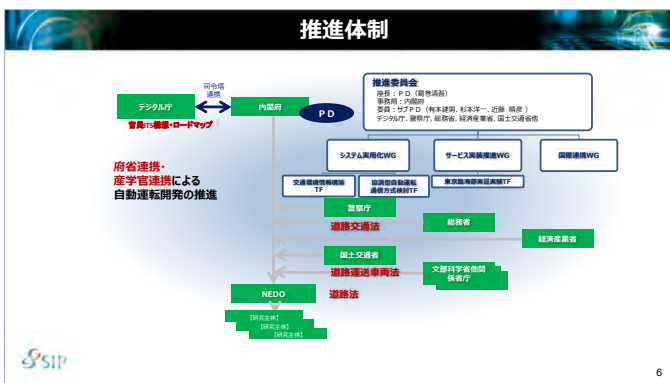 推進体制
推進委員会
座長:PD(葛巻清吾)
事務局:内閣府
委員:サブPD(有本建男、杉本洋一、近藤 晴彦)
デジタル庁、警察庁、総務省、経済産業省、国土交通省他
司令塔
連携
デジタル庁
内閣府
PD
官民ITS構想・ロードマップ
システム実用化WG
サービス実装推進WG
国際連携WG
府省連携・
産学官連携による
自動運転開発の推進
交通環境情報構築
TF
協調型自動運転
通信方式検討TF
東京臨海部実証実験TF
警察庁
道路交通法
総務省
経済産業省
国土交通省
道路運送車両法
文部科学省他関
係省庁
NEDO
道路法
【研究主体】
【研究主体】
【研究主体】
SIP
6